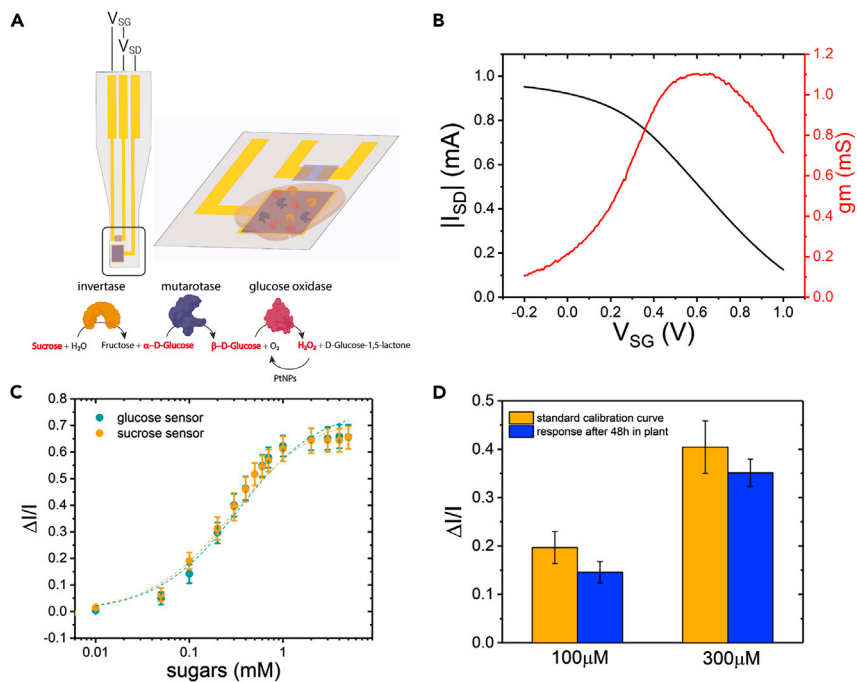 A
V_SG
V_SD
invertase
mutarotase
glucose oxidase
Sucrose + H₂O
Fructose + α–D-Glucose
β–D-Glucose + O₂
H₂O₂ + D-Glucose-1,5-lactone
PtNPs
B
1.0
0.8
0.6
0.4
0.2
0.0
|I_SD| (mA)
-0.2 0.0 0.2 0.4 0.6 0.8 1.0
V_SG (V)
1.2
1.0
0.8
0.6
0.4
0.2
0.0
gm (mS)
C
0.8
0.7
0.6
0.5
0.4
0.3
0.2
0.1
0.0
-0.1
ΔI/I
glucose sensor
sucrose sensor
0.01 0.1 1
sugars (mM)
D
0.5
0.4
0.3
0.2
0.1
0.0
ΔI/I
standard calibration curve
response after 48h in plant
100μM 300μM